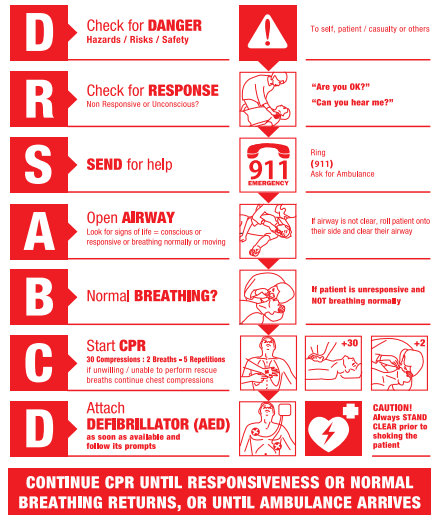 D
Check for DANGER
Hazards / Risks / Safety
To self, patient / casualty or others
R
Check for RESPONSE
Non Responsive or Unconscious?
“Are you OK?”
“Can you hear me?”
S
SEND for help
911
EMERGENCY
Ring
(911)
Ask for Ambulance
A
Open AIRWAY
Look for signs of life = conscious or
responsive or breathing normally or moving
If airway is not clear, roll patient onto
their side and clear their airway
B
Normal BREATHING?
If patient is unresponsive and
NOT breathing normally
C
Start CPR
30 Compressions : 2 Breaths - 5 Repetitions
if unwilling / unable to perform rescue
breaths continue chest compressions
+30
+2
D
Attach
DEFIBRILLATOR (AED)
as soon as available and
follow its prompts
CAUTION!
Always STAND
CLEAR prior to
shoking the
patient
CONTINUE CPR UNTIL RESPONSIVENESS OR NORMAL
BREATHING RETURNS, OR UNTIL AMBULANCE ARRIVES